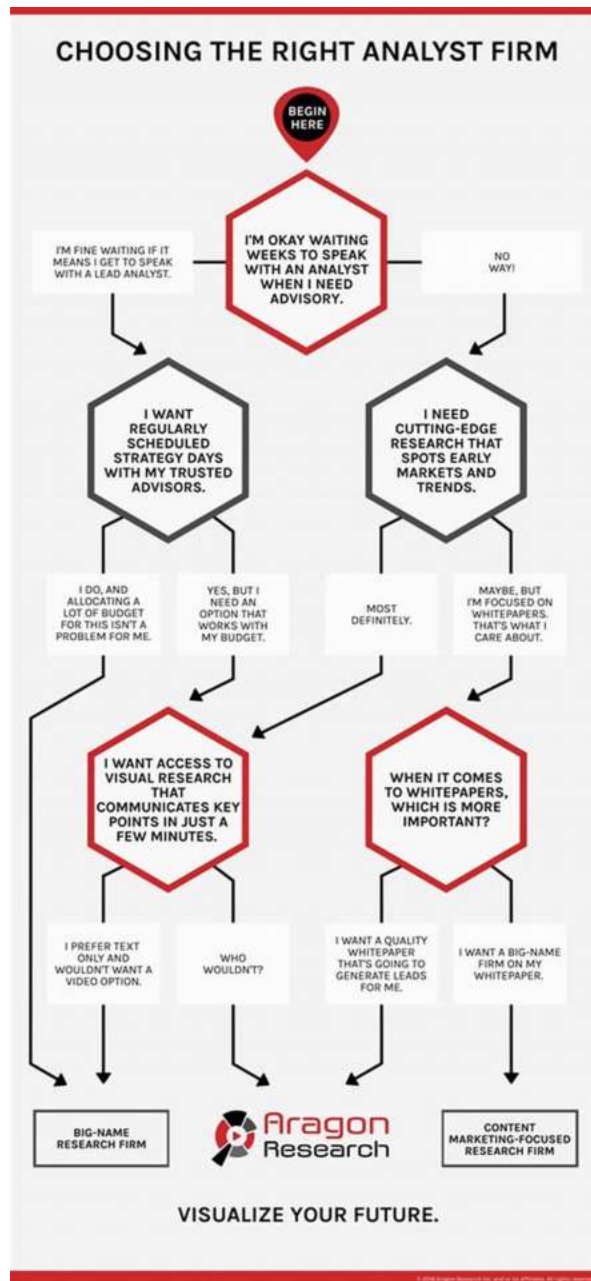 CHOOSING THE RIGHT ANALYST FIRM
BEGIN
HERE
I'M OKAY WAITING
WEEKS TO SPEAK
WITH AN ANALYST
WHEN I NEED
ADVISORY.
I'M FINE WAITING IF IT
MEANS I GET TO SPEAK
WITH A LEAD ANALYST.
NO
WAY!
I WANT
REGULARLY
SCHEDULED
STRATEGY DAYS
WITH MY TRUSTED
ADVISORS.
I NEED
CUTTING-EDGE
RESEARCH THAT
SPOTS EARLY
MARKETS AND
TRENDS.
I DO, AND
ALLOCATING A
LOT OF BUDGET
FOR THIS ISN'T A
PROBLEM FOR ME.
YES, BUT I
NEED AN
OPTION THAT
WORKS WITH
MY BUDGET.
MOST
DEFINITELY.
MAYBE, BUT
I'M FOCUSED ON
WHITEPAPERS.
THAT'S WHAT I
CARE ABOUT.
I WANT ACCESS TO
VISUAL RESEARCH
THAT
COMMUNICATES KEY
POINTS IN JUST A
FEW MINUTES.
WHEN IT COMES
TO WHITEPAPERS,
WHICH IS MORE
IMPORTANT?
I PREFER TEXT
ONLY AND
WOULDN'T WANT A
VIDEO OPTION.
WHO
WOULDN'T?
I WANT A QUALITY
WHITEPAPER
THAT'S GOING TO
GENERATE LEADS
FOR ME.
I WANT A BIG-NAME
FIRM ON MY
WHITEPAPER.
BIG-NAME
RESEARCH FIRM
Aragon
Research
CONTENT
MARKETING-FOCUSED
RESEARCH FIRM
VISUALIZE YOUR FUTURE.